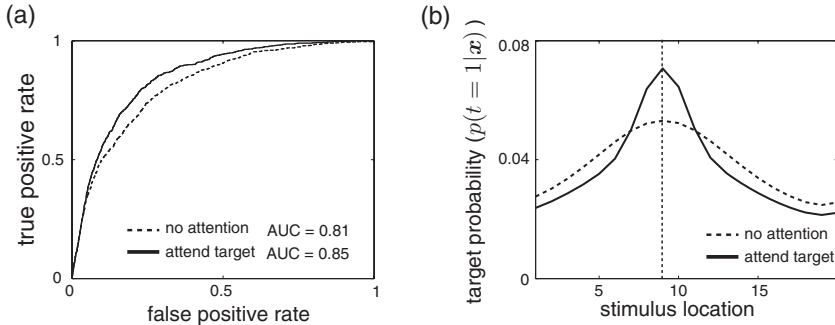 (a)
true positive rate
1
0.5
0
0
0.5
1
no attention AUC = 0.81
attend target AUC = 0.85
false positive rate
(b)
target probability (p(t = 1|x))
0.08
0.04
0
5
10
15
no attention
attend target
stimulus location